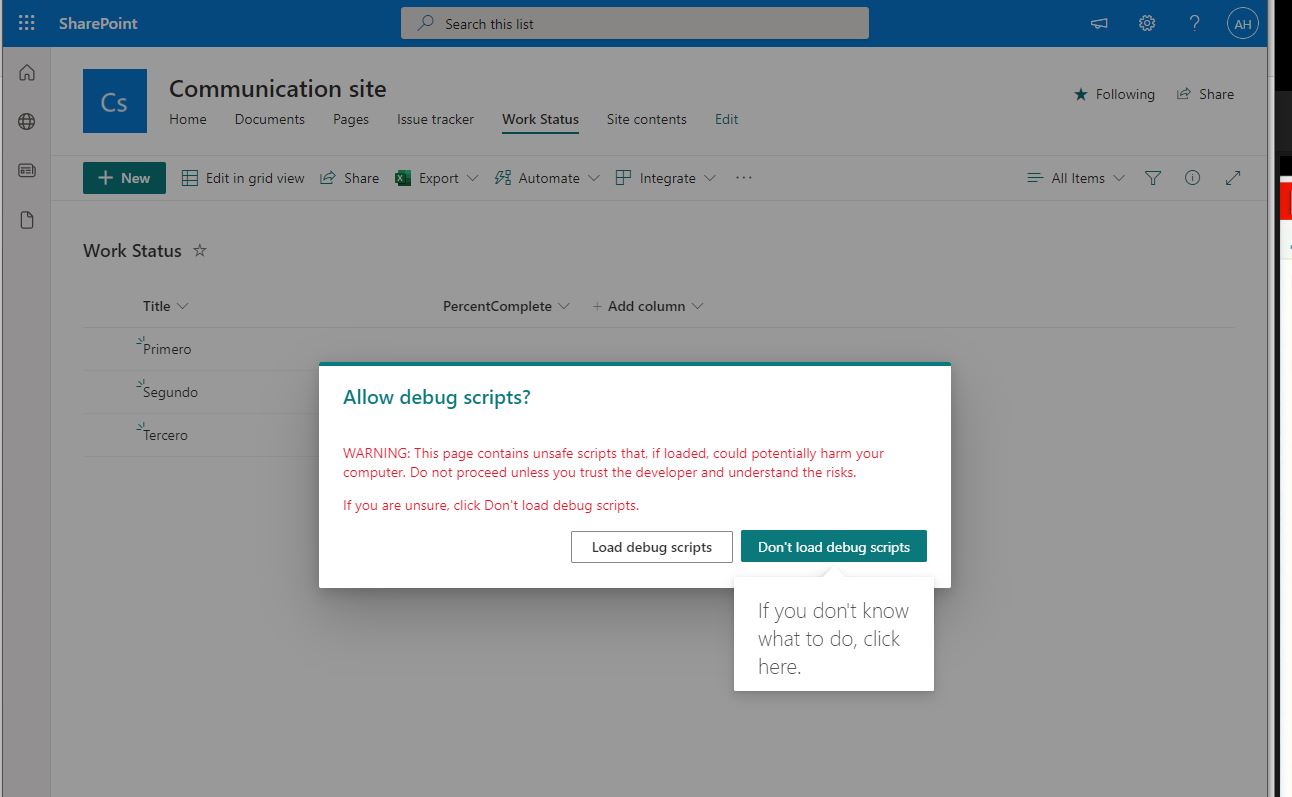 SharePoint
Search this list
AH
Cs
Communication site
Following
Share
Home
Documents
Pages
Issue tracker
Work Status
Site contents
Edit
New
Edit in grid view
Share
Export
Automate
Integrate
...
All Items
Work Status
Title
PercentComplete
+ Add column
Primero
Segundo
Tercero
Allow debug scripts?
WARNING: This page contains unsafe scripts that, if loaded, could potentially harm your
computer. Do not proceed unless you trust the developer and understand the risks.
If you are unsure, click Don't load debug scripts.
Load debug scripts
Don't load debug scripts
If you don't know
what to do, click
here.